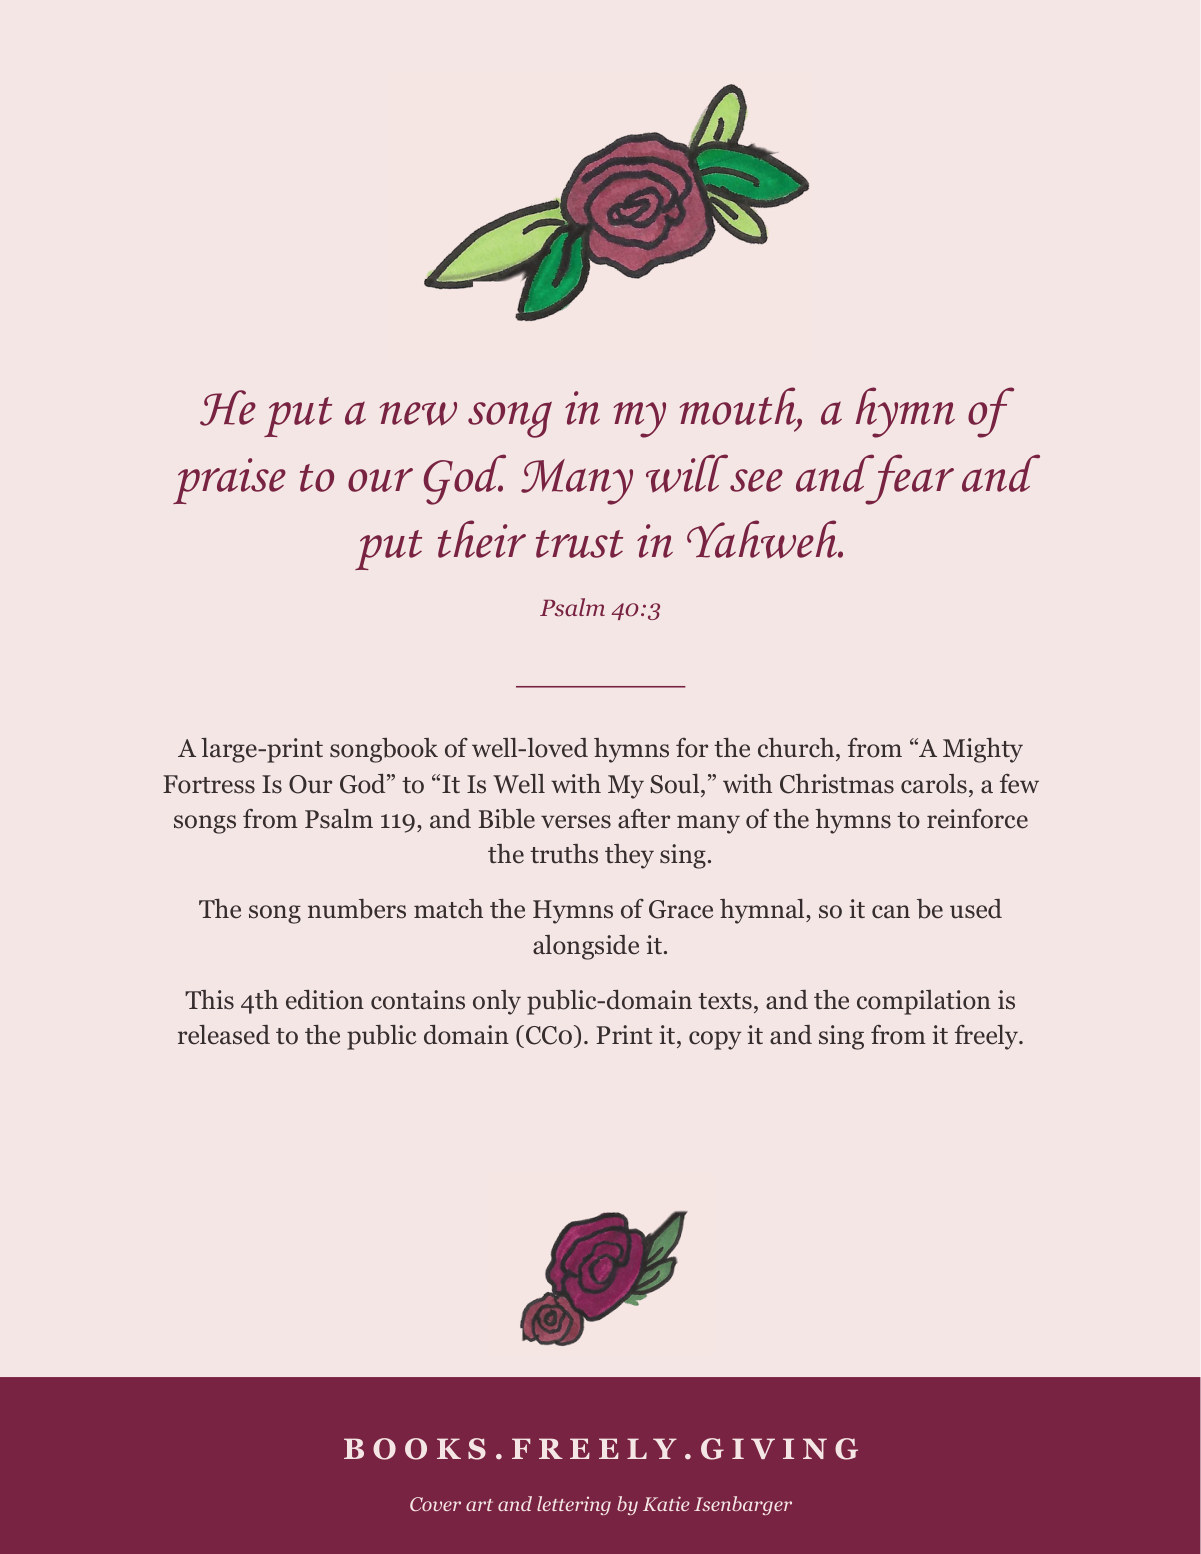 He put a new song in my mouth, a hymn of
praise to our God. Many will see and fear and
put their trust in Yahweh.
Psalm 40:3
A large-print songbook of well-loved hymns for the church, from “A Mighty
Fortress Is Our God” to “It Is Well with My Soul,” with Christmas carols, a few
songs from Psalm 119, and Bible verses after many of the hymns to reinforce
the truths they sing.
The song numbers match the Hymns of Grace hymnal, so it can be used
alongside it.
This 4th edition contains only public-domain texts, and the compilation is
released to the public domain (CC0). Print it, copy it and sing from it freely.
BOOKS.FREELY.GIVING
Cover art and lettering by Katie Isenbarger